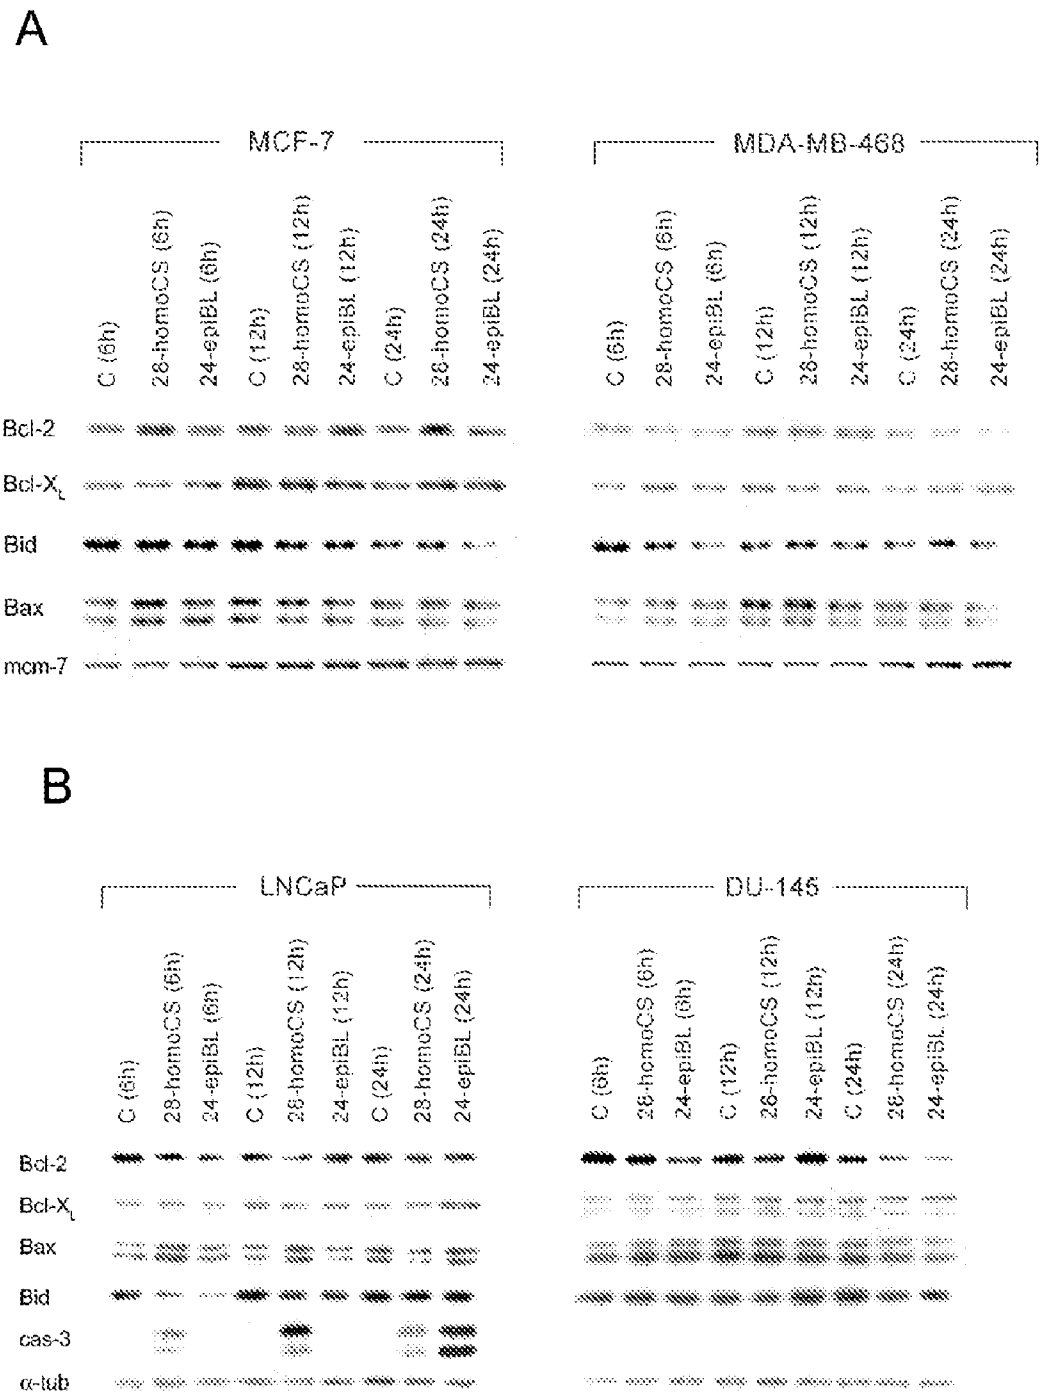 A
MCF-7
MDA-MB-468
C (6h)
28-homoCS (6h)
24-epiBL (6h)
C (12h)
28-homoCS (12h)
24-epiBL (12h)
C (24h)
28-homoCS (24h)
24-epiBL (24h)
C (6h)
28-homoCS (6h)
24-epiBL (6h)
C (12h)
28-homoCS (12h)
24-epiBL (12h)
C (24h)
28-homoCS (24h)
24-epiBL (24h)
Bcl-2
Bcl-XL
Bid
Bax
mcm-7
B
LNCaP
DU-145
C (6h)
28-homoCS (6h)
24-epiBL (6h)
C (12h)
28-homoCS (12h)
24-epiBL (12h)
C (24h)
28-homoCS (24h)
24-epiBL (24h)
C (6h)
28-homoCS (6h)
24-epiBL (6h)
C (12h)
28-homoCS (12h)
24-epiBL (12h)
C (24h)
28-homoCS (24h)
24-epiBL (24h)
Bcl-2
Bcl-XL
Bax
Bid
cas-3
α-tub